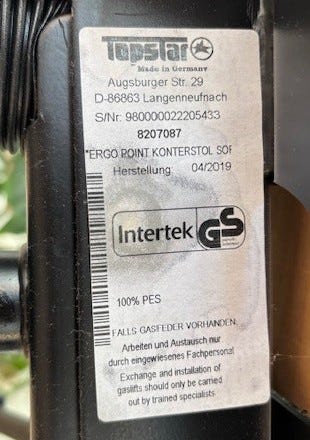 Topstar
Made in Germany
Augsburger Str. 29
D-86863 Langenneufnach
S/Nr: 980000022205433
8207087
"ERGO POINT KONTERSTOL SOF
Herstellung: 04/2019
Intertek GS
100% PES
FALLS GASFEDER VORHANDEN:
Arbeiten und Austausch nur
durch eingewiesenes Fachpersonal
Exchange and installation of
gaslifts should only be carried
out by trained specialists